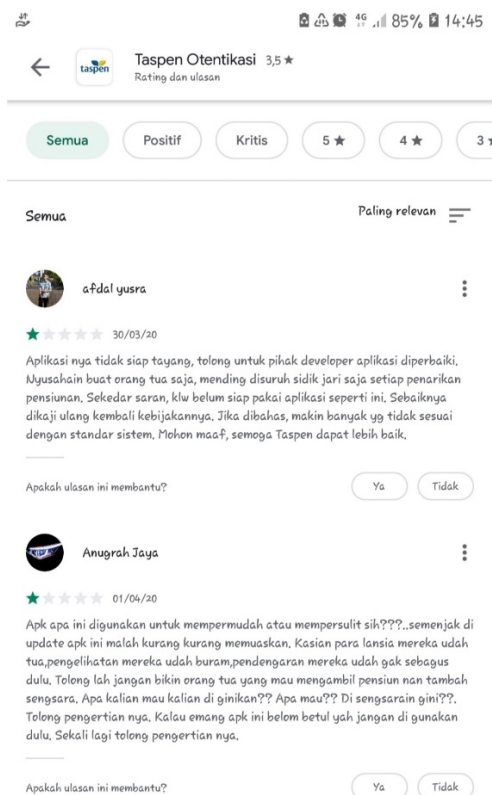 4G 85% 14:45
taspen
Taspen Otentikasi 3,5 ★
Rating dan ulasan
Semua Positif Kritis 5 ★ 4 ★ 3
Semua Paling relevan
afdal yusra
30/03/20
Aplikasi nya tidak siap tayang, tolong untuk pihak developer aplikasi diperbaiki.
Nyusahain buat orang tua saja, mending disuruh sidik jari saja setiap penarikan
pensiunan. Sekedar saran, klw belum siap pakai aplikasi seperti ini. Sebaiknya
dikaji ulang kembali kebijakannya. Jika dibahas, makin banyak yg tidak sesuai
dengan standar sistem. Mohon maaf, semoga Taspen dapat lebih baik.
Apakah ulasan ini membantu? Ya Tidak
Anugrah Jaya
01/04/20
Apk apa ini digunakan untuk mempermudah atau mempersulit sih???..semenjak di
update apk ini malah kurang kurang memuaskan. Kasian para lansia mereka udah
tua,pengelihatan mereka udah buram,pendengaran mereka udah gak sebagus
dulu. Tolong lah jangan bikin orang tua yang mau mengambil pensiun nan tambah
sengsara. Apa kalian mau kalian di ginikan?? Apa mau?? Di sengsarain gini??.
Tolong pengertian nya. Kalau emang apk ini belom betul yah jangan di gunakan
dulu. Sekali lagi tolong pengertian nya.
Apakah ulasan ini membantu? Ya Tidak